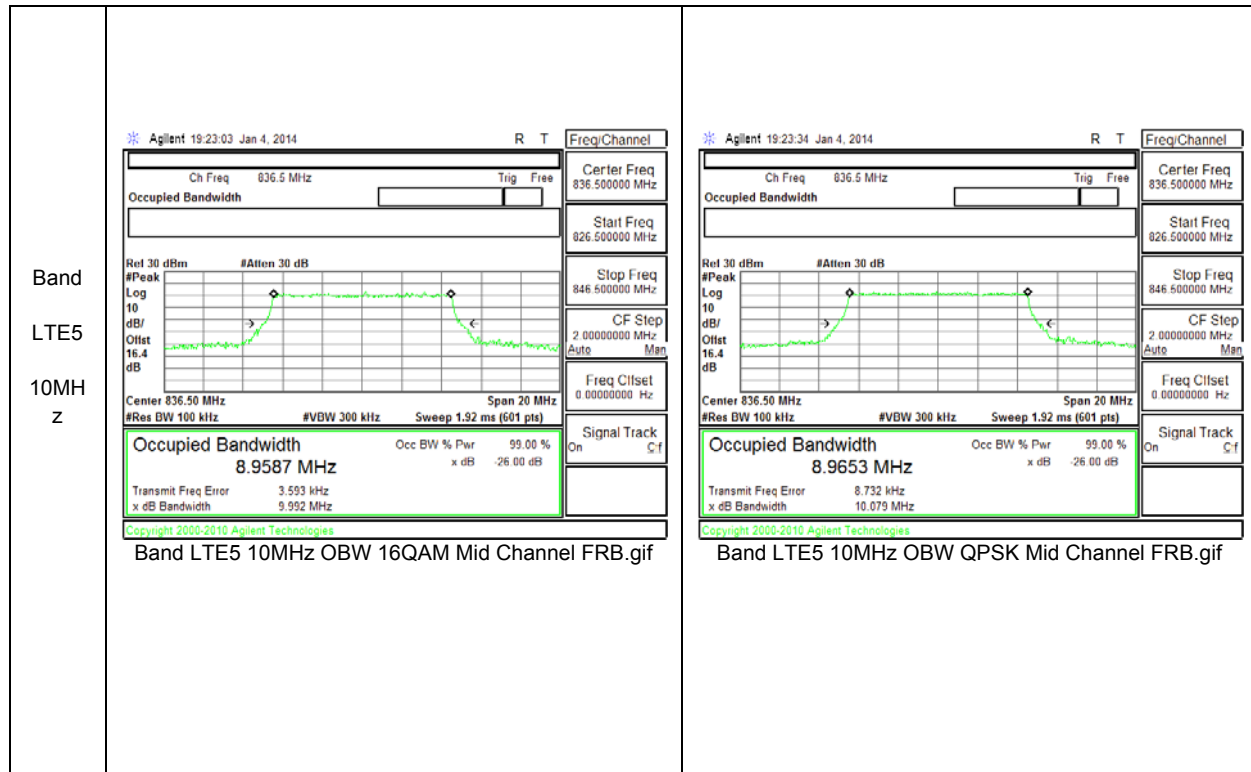 Band
LTE5
10MH
z
Agilent 19:23:03 Jan 4, 2014 R T
Ch Freq 836.5 MHz Trig Free
Occupied Bandwidth
Ref 30 dBm #Atten 30 dB
#Peak
Log
10
dB/
Offst
16.4
dB
Center 836.50 MHz Span 20 MHz
#Res BW 100 kHz #VBW 300 kHz Sweep 1.92 ms (601 pts)
Occupied Bandwidth Occ BW % Pwr 99.00 %
8.9587 MHz x dB -26.00 dB
Transmit Freq Error 3.593 kHz
x dB Bandwidth 9.992 MHz
Copyright 2000-2010 Agilent Technologies
Freq/Channel
Center Freq
836.500000 MHz
Start Freq
826.500000 MHz
Stop Freq
846.500000 MHz
CF Step
2.00000000 MHz
Auto Man
Freq Offset
0.00000000 Hz
Signal Track
On Off
Band LTE5 10MHz OBW 16QAM Mid Channel FRB.gif
Agilent 19:23:34 Jan 4, 2014 R T
Ch Freq 836.5 MHz Trig Free
Occupied Bandwidth
Ref 30 dBm #Atten 30 dB
#Peak
Log
10
dB/
Offst
16.4
dB
Center 836.50 MHz Span 20 MHz
#Res BW 100 kHz #VBW 300 kHz Sweep 1.92 ms (601 pts)
Occupied Bandwidth Occ BW % Pwr 99.00 %
8.9653 MHz x dB -26.00 dB
Transmit Freq Error 8.732 kHz
x dB Bandwidth 10.079 MHz
Copyright 2000-2010 Agilent Technologies
Freq/Channel
Center Freq
836.500000 MHz
Start Freq
826.500000 MHz
Stop Freq
846.500000 MHz
CF Step
2.00000000 MHz
Auto Man
Freq Offset
0.00000000 Hz
Signal Track
On Off
Band LTE5 10MHz OBW QPSK Mid Channel FRB.gif